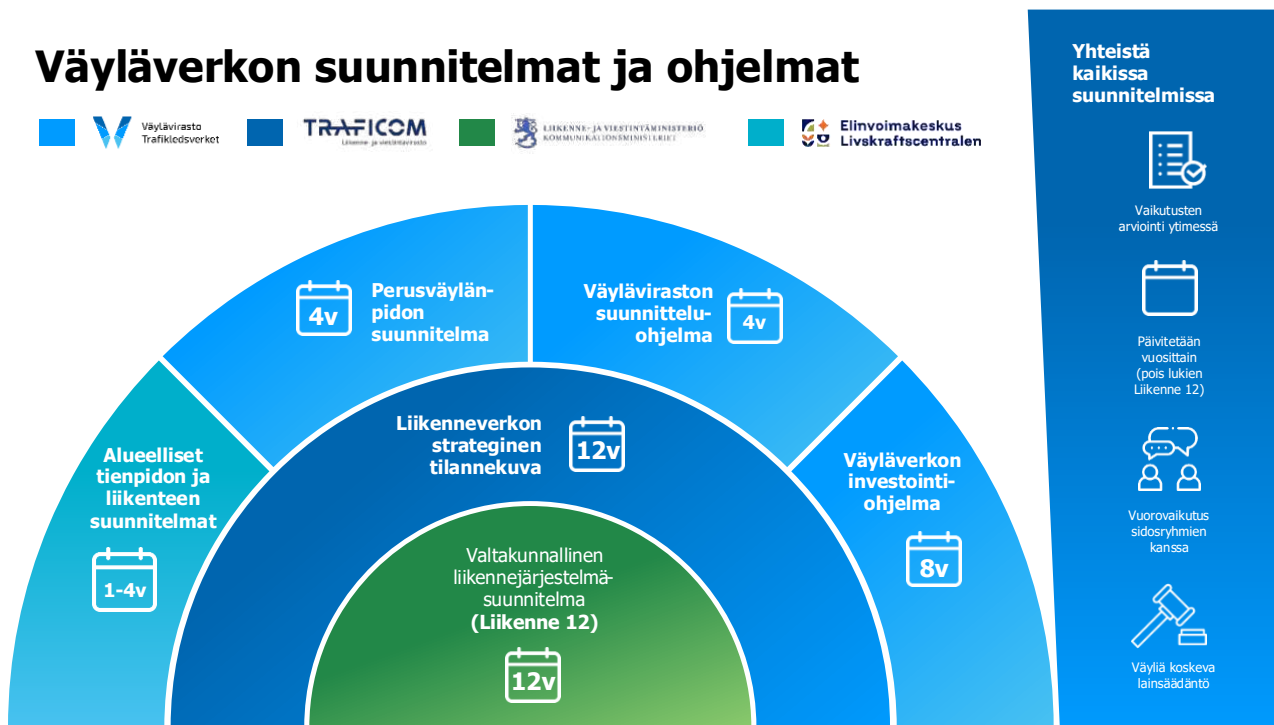 Väyläverkon suunnitelmat ja ohjelmat
Väylävirasto
Trafikledsverket
TRAFICOM
Liikenne- ja viestintävirasto
LIIKENNE- JA VIESTINTÄMINISTERIÖ
KOMMUNIKATIONSMINISTERIET
Elinvoimakeskus
Livskraftscentralen
Perusväylän-
pidon
suunnitelma
4v
Väyläviraston
suunnittelu-
ohjelma
4v
Alueelliset
tienpidon ja
liikenteen
suunnitelmat
1-4v
Liikenneverkon
strateginen
tilannekuva
12v
Väyläverkon
investointi-
ohjelma
8v
Valtakunnallinen
liikennejärjestelmä-
suunnitelma
(Liikenne 12)
12v
Yhteistä
kaikissa
suunnitelmissa
Vaikutusten
arviointi ytimessä
Päivitetään
vuosittain
(pois lukien
Liikenne 12)
Vuorovaikutus
sidosryhmien
kanssa
Väyliä koskeva
lainsäädäntö